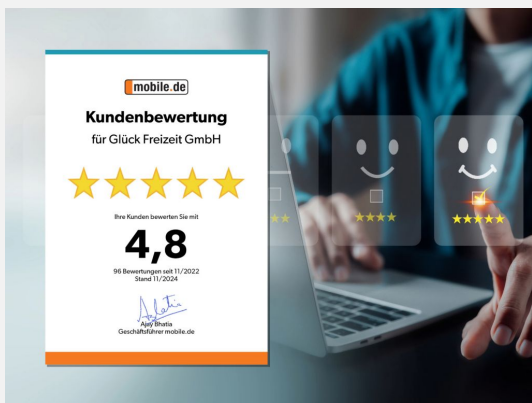 mobile.de
Kundenbewertung
für Glück Freizeit GmbH
Ihre Kunden bewerten Sie mit
4,8
96 Bewertungen seit 11/2022
Stand 11/2024
Ajay Bhatia
Geschäftsführer mobile.de